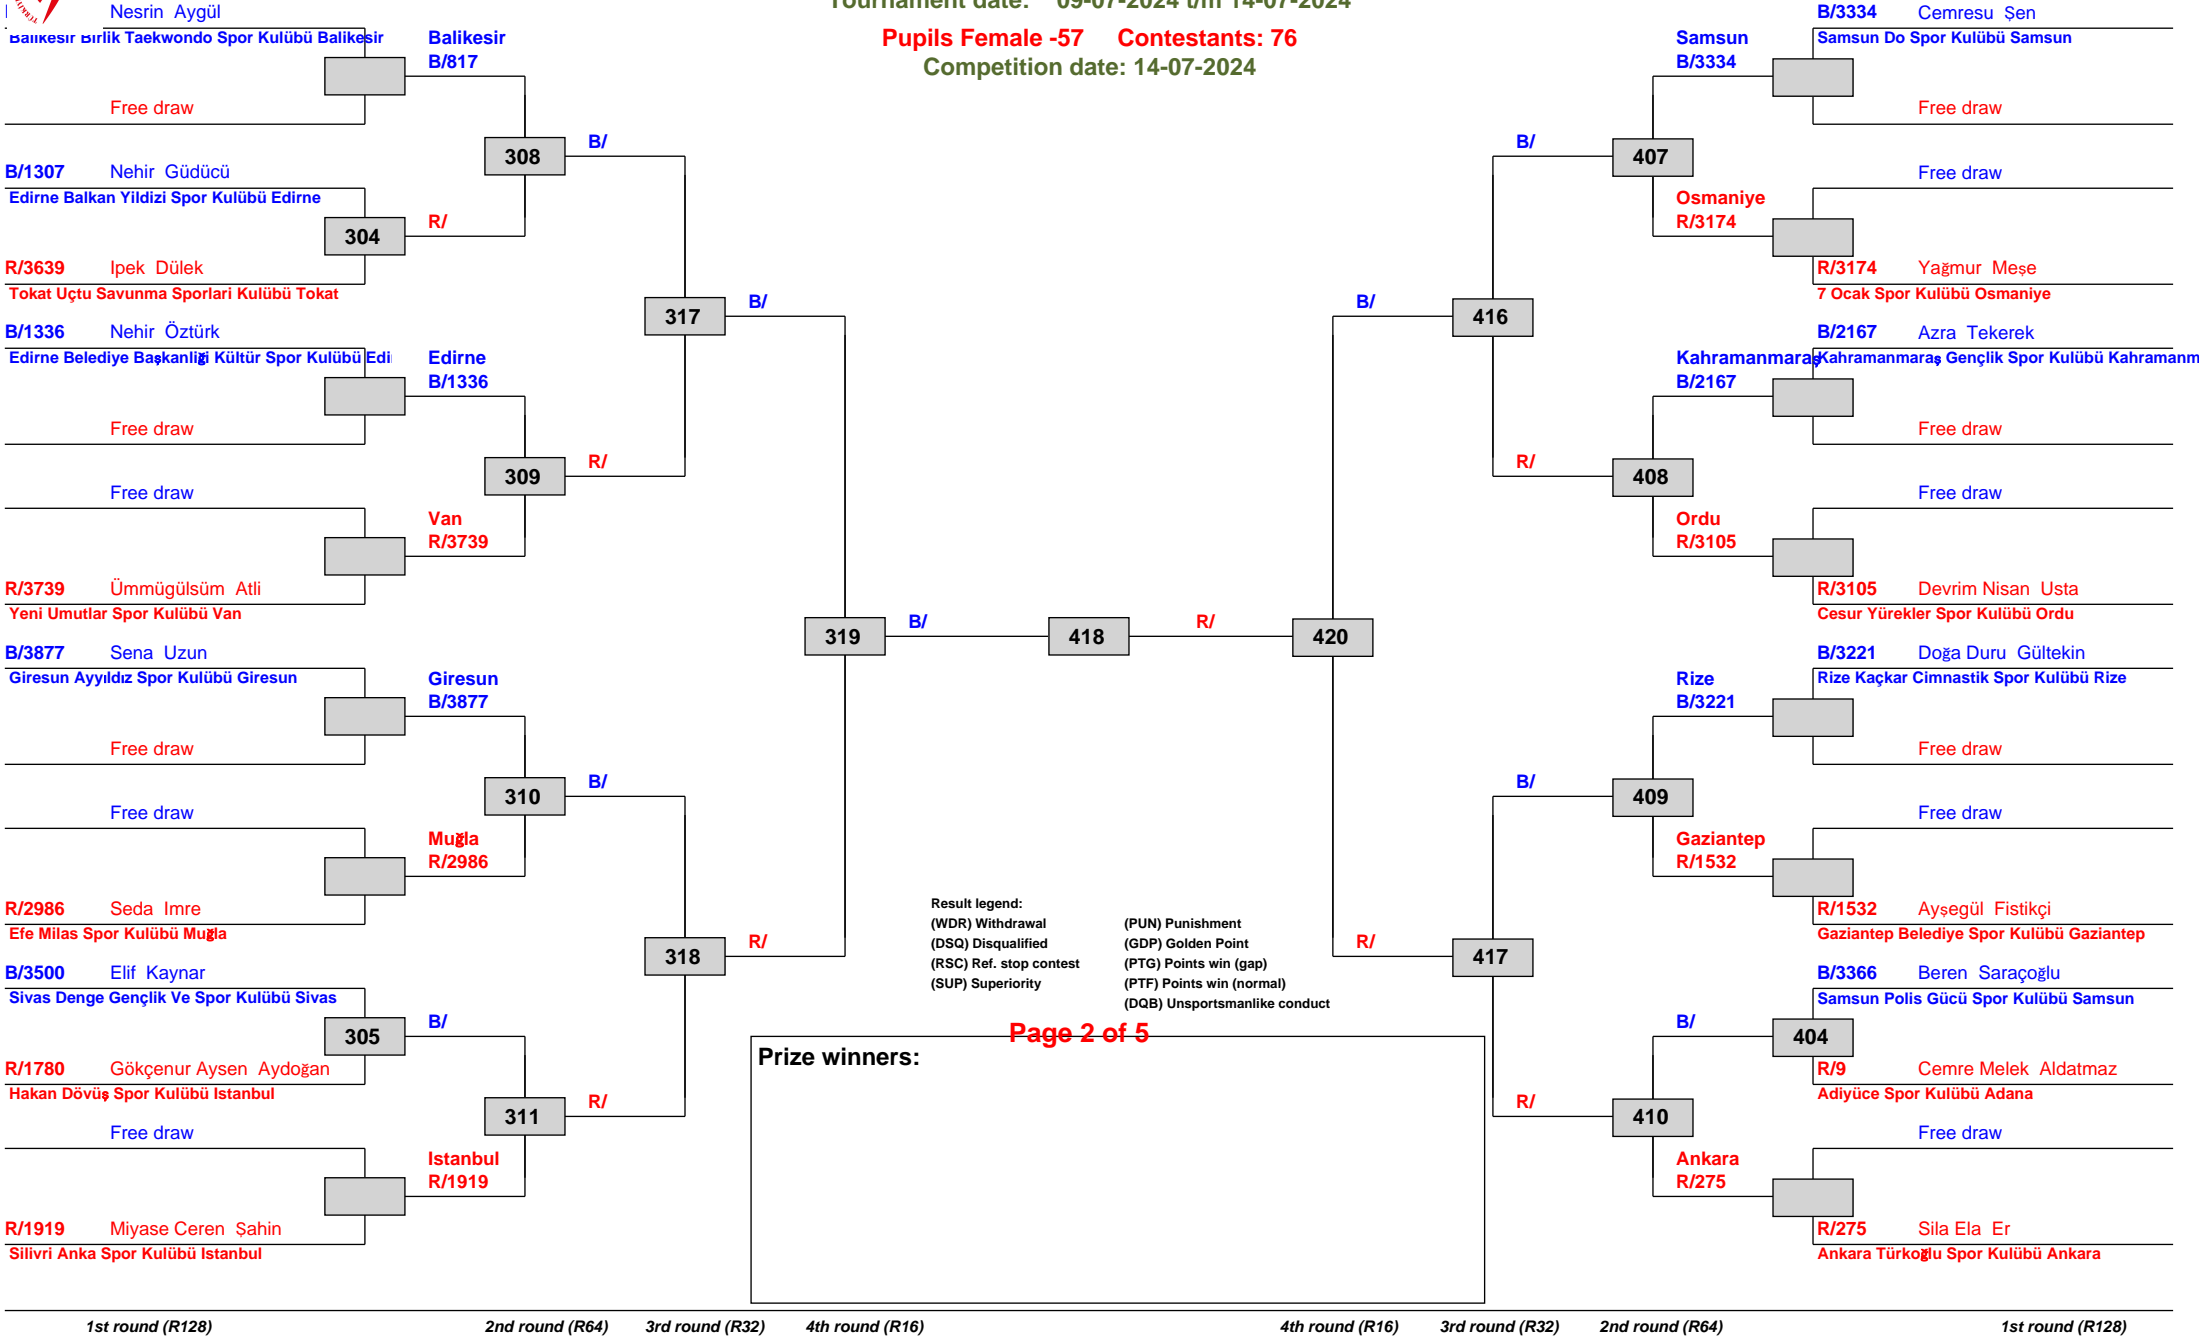 Tournament date: 09-07-2024 t/m 14-07-2024
Pupils Female -57 Contestants: 76
Competition date: 14-07-2024
Nesrin Aygül
Balikesir Birlik Taekwondo Spor Kulübü Balikesir
Free draw
Balikesir
B/817
B/1307 Nehir Güdücü
Edirne Balkan Yildizi Spor Kulübü Edirne
304
R/3639 Ipek Dülek
Tokat Uçtu Savunma Sporlari Kulübü Tokat
R/
308
B/
B/1336 Nehir Öztürk
Edirne Belediye Başkanliği Kültür Spor Kulübü Edi
Free draw
Edirne
B/1336
Free draw
R/3739 Ümmügülsüm Atli
Yeni Umutlar Spor Kulübü Van
Van
R/3739
309
R/
317
B/
B/3877 Sena Uzun
Giresun Ayyıldız Spor Kulübü Giresun
Free draw
Giresun
B/3877
Free draw
R/2986 Seda Imre
Efe Milas Spor Kulübü Muğla
Muğla
R/2986
310
B/
B/3500 Elif Kaynar
Sivas Denge Gençlik Ve Spor Kulübü Sivas
305
R/1780 Gökçenur Aysen Aydoğan
Hakan Dövüş Spor Kulübü Istanbul
B/
Free draw
R/1919 Miyase Ceren Şahin
Silivri Anka Spor Kulübü Istanbul
Istanbul
R/1919
311
R/
318
R/
319
B/
418
R/
420
B/
R/
416
B/
R/
417
B/
R/
407
Samsun
B/3334
Osmaniye
R/3174
408
Kahramanmaraş
B/2167
Ordu
R/3105
409
Rize
B/3221
Gaziantep
R/1532
410
B/
Ankara
R/275
B/3334 Cemresu Şen
Samsun Do Spor Kulübü Samsun
Free draw
Free draw
R/3174 Yağmur Meşe
7 Ocak Spor Kulübü Osmaniye
B/2167 Azra Tekerek
Kahramanmaraş Gençlik Spor Kulübü Kahramanm
Free draw
Free draw
R/3105 Devrim Nisan Usta
Cesur Yürekler Spor Kulübü Ordu
B/3221 Doğa Duru Gültekin
Rize Kaçkar Cimnastik Spor Kulübü Rize
Free draw
Free draw
R/1532 Ayşegül Fistikçi
Gaziantep Belediye Spor Kulübü Gaziantep
B/3366 Beren Saraçoğlu
Samsun Polis Gücü Spor Kulübü Samsun
404
R/9 Cemre Melek Aldatmaz
Adiyüce Spor Kulübü Adana
Free draw
R/275 Sila Ela Er
Ankara Türkoğlu Spor Kulübü Ankara
Result legend:
(WDR) Withdrawal (PUN) Punishment
(DSQ) Disqualified (GDP) Golden Point
(RSC) Ref. stop contest (PTG) Points win (gap)
(SUP) Superiority (PTF) Points win (normal)
(DQB) Unsportsmanlike conduct
Page 2 of 5
Prize winners:
1st round (R128) 2nd round (R64) 3rd round (R32) 4th round (R16) 4th round (R16) 3rd round (R32) 2nd round (R64) 1st round (R128)